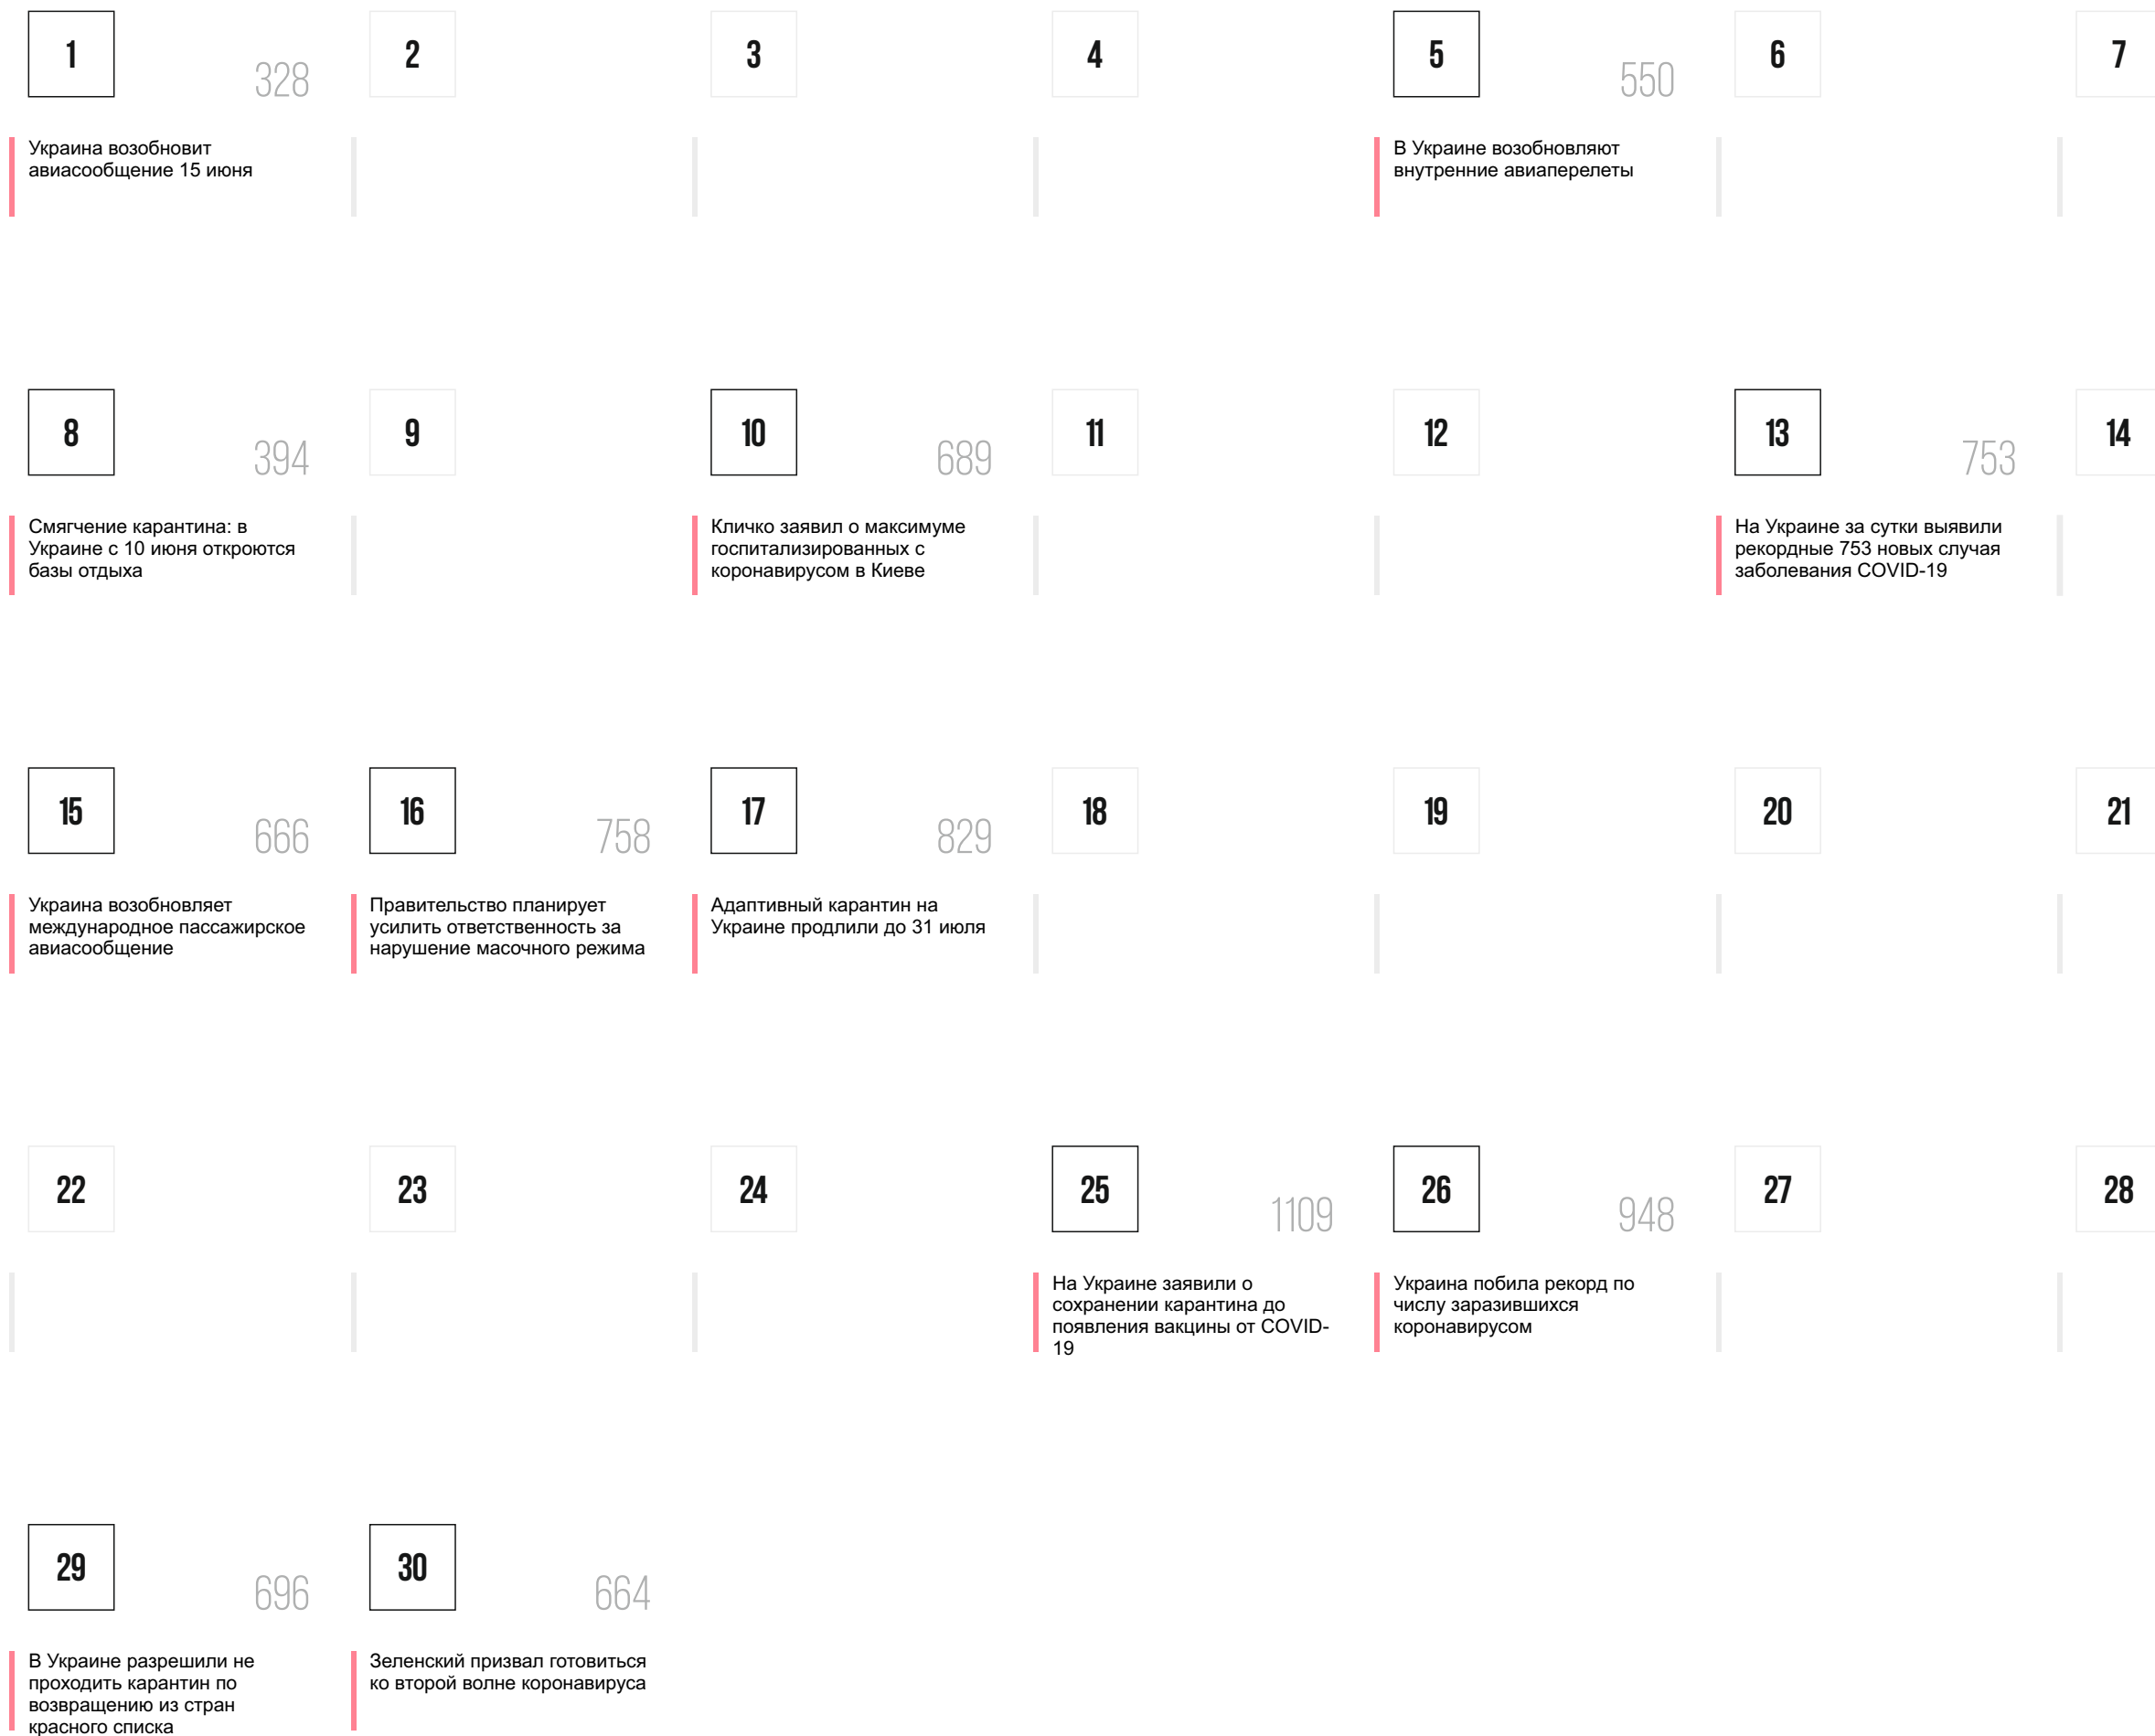 1
328
2
3
4
5
550
6
7
Украина возобновит
авиасообщение 15 июня
В Украине возобновляют
внутренние авиаперелеты
8
394
9
10
689
11
12
13
753
14
Смягчение карантина: в
Украине с 10 июня откроются
базы отдыха
Кличко заявил о максимуме
госпитализированных с
коронавирусом в Киеве
На Украине за сутки выявили
рекордные 753 новых случая
заболевания COVID-19
15
666
16
758
17
829
18
19
20
21
Украина возобновляет
международное пассажирское
авиасообщение
Правительство планирует
усилить ответственность за
нарушение масочного режима
Адаптивный карантин на
Украине продлили до 31 июля
22
23
24
25
1109
26
948
27
28
На Украине заявили о
сохранении карантина до
появления вакцины от COVID-
19
Украина побила рекорд по
числу заразившихся
коронавирусом
29
696
30
664
В Украине разрешили не
проходить карантин по
возвращению из стран
красного списка
Зеленский призвал готовиться
ко второй волне коронавируса